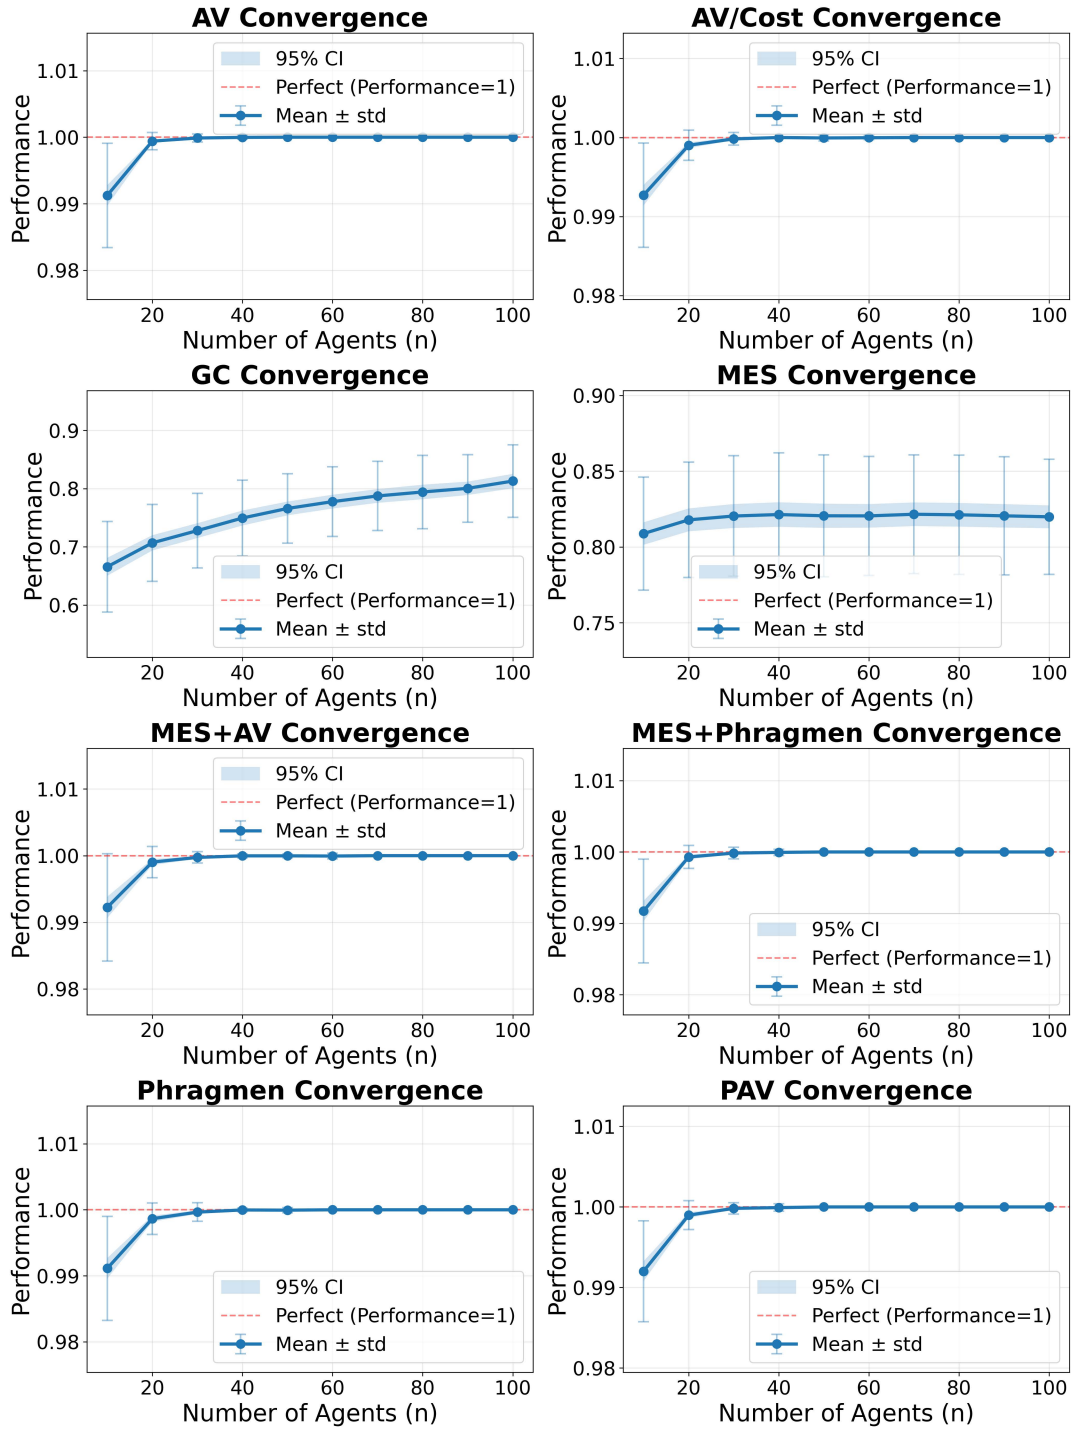 AV Convergence
1.01
1.00
0.99
0.98
Performance
95% CI
Perfect (Performance=1)
Mean ± std
20 40 60 80 100
Number of Agents (n)
AV/Cost Convergence
1.01
1.00
0.99
0.98
Performance
95% CI
Perfect (Performance=1)
Mean ± std
20 40 60 80 100
Number of Agents (n)
GC Convergence
0.9
0.8
0.7
0.6
Performance
95% CI
Perfect (Performance=1)
Mean ± std
20 40 60 80 100
Number of Agents (n)
MES Convergence
0.90
0.85
0.80
0.75
Performance
95% CI
Perfect (Performance=1)
Mean ± std
20 40 60 80 100
Number of Agents (n)
MES+AV Convergence
1.01
1.00
0.99
0.98
Performance
95% CI
Perfect (Performance=1)
Mean ± std
20 40 60 80 100
Number of Agents (n)
MES+Phragmen Convergence
1.01
1.00
0.99
0.98
Performance
95% CI
Perfect (Performance=1)
Mean ± std
20 40 60 80 100
Number of Agents (n)
Phragmen Convergence
1.01
1.00
0.99
0.98
Performance
95% CI
Perfect (Performance=1)
Mean ± std
20 40 60 80 100
Number of Agents (n)
PAV Convergence
1.01
1.00
0.99
0.98
Performance
95% CI
Perfect (Performance=1)
Mean ± std
20 40 60 80 100
Number of Agents (n)